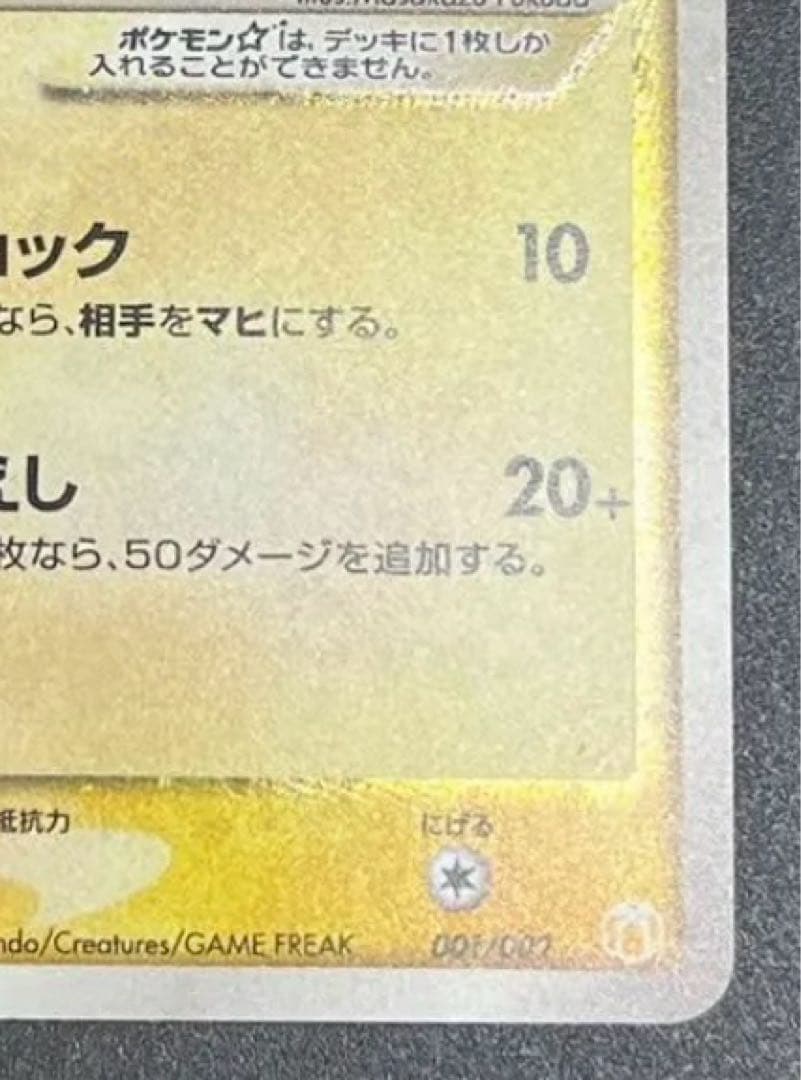 ポケモン☆は、デッキに1枚しか
入れることができません。
ョック 10
なら、相手をマヒにする。
えし 20+
枚なら、50ダメージを追加する。
抵抗力 にげる
ndo/Creatures/GAME FREAK